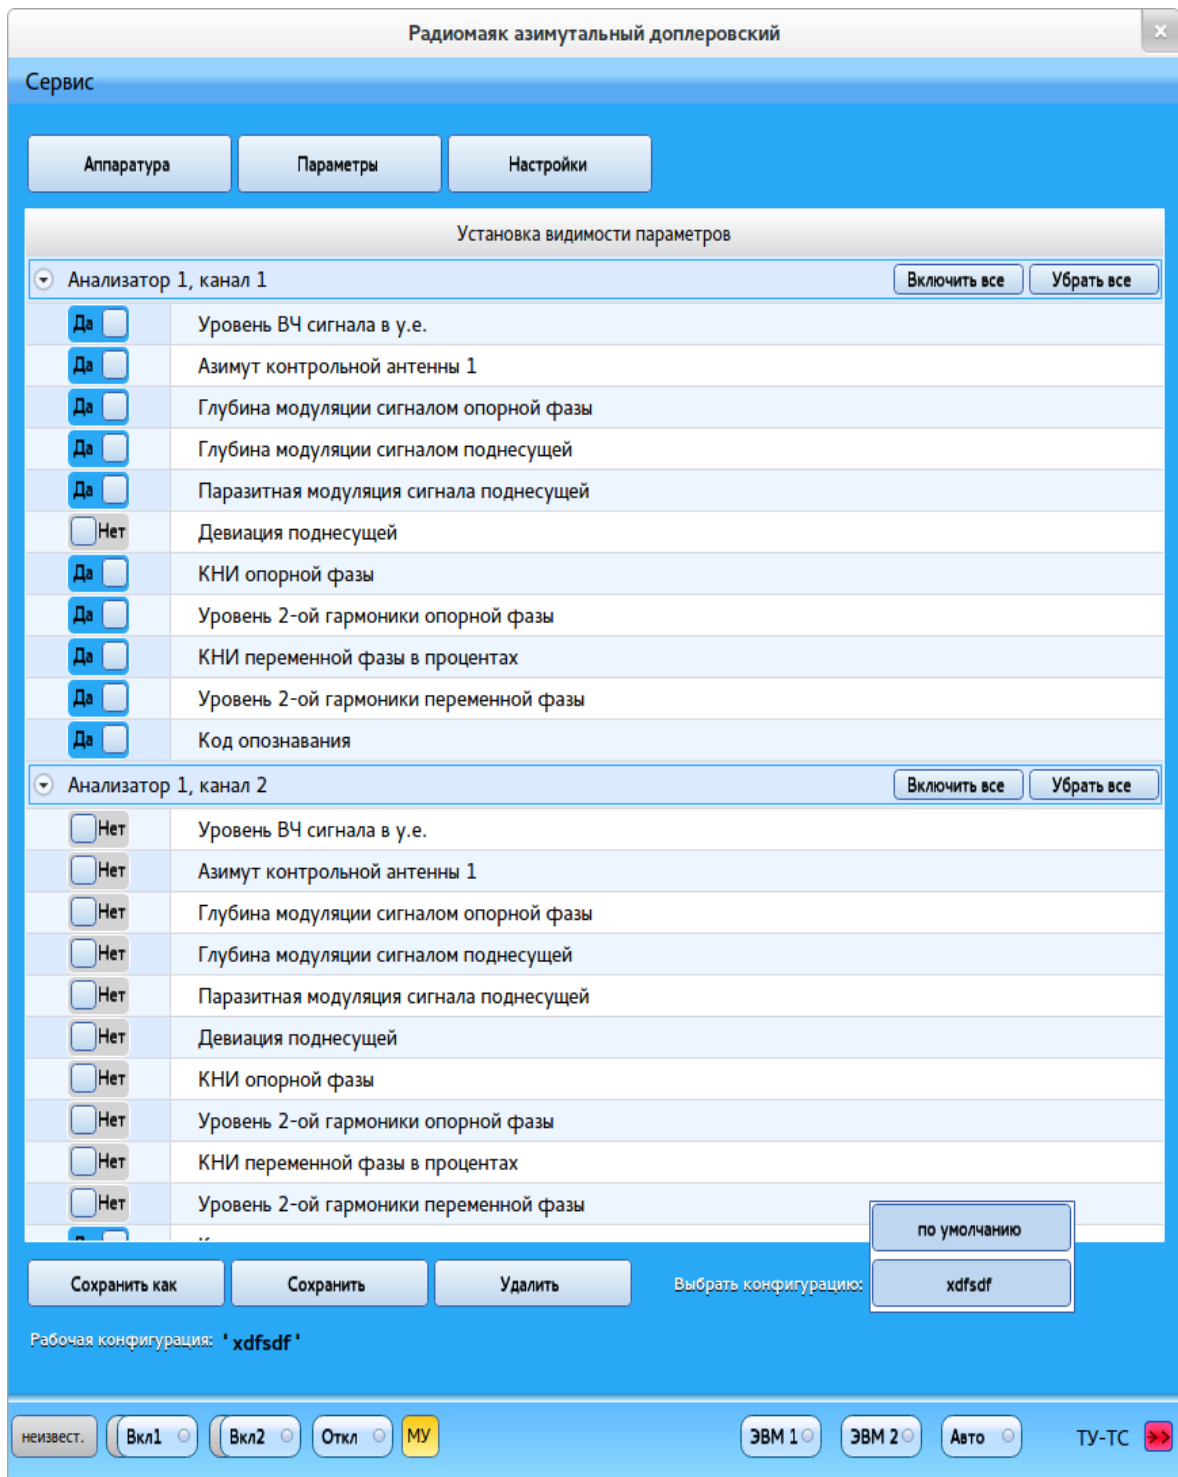 Радиомаяк азимутальный доплеровский
x
Сервис
Аппаратура Параметры Настройки
Установка видимости параметров
Анализатор 1, канал 1 Включить все Убрать все
Да Уровень ВЧ сигнала в у.е.
Да Азимут контрольной антенны 1
Да Глубина модуляции сигналом опорной фазы
Да Глубина модуляции сигналом поднесущей
Да Паразитная модуляция сигнала поднесущей
Нет Девиация поднесущей
Да КНИ опорной фазы
Да Уровень 2-ой гармоники опорной фазы
Да КНИ переменной фазы в процентах
Да Уровень 2-ой гармоники переменной фазы
Да Код опознавания
Анализатор 1, канал 2 Включить все Убрать все
Нет Уровень ВЧ сигнала в у.е.
Нет Азимут контрольной антенны 1
Нет Глубина модуляции сигналом опорной фазы
Нет Глубина модуляции сигналом поднесущей
Нет Паразитная модуляция сигнала поднесущей
Нет Девиация поднесущей
Нет КНИ опорной фазы
Нет Уровень 2-ой гармоники опорной фазы
Нет КНИ переменной фазы в процентах
Нет Уровень 2-ой гармоники переменной фазы
по умолчанию
Сохранить как Сохранить Удалить Выбрать конфигурацию: xdfsdf
Рабочая конфигурация: 'xdfsdf'
неизвест. Вкл1 Вкл2 Откл МУ ЭВМ 1 ЭВМ 2 Авто ТУ-ТС >>